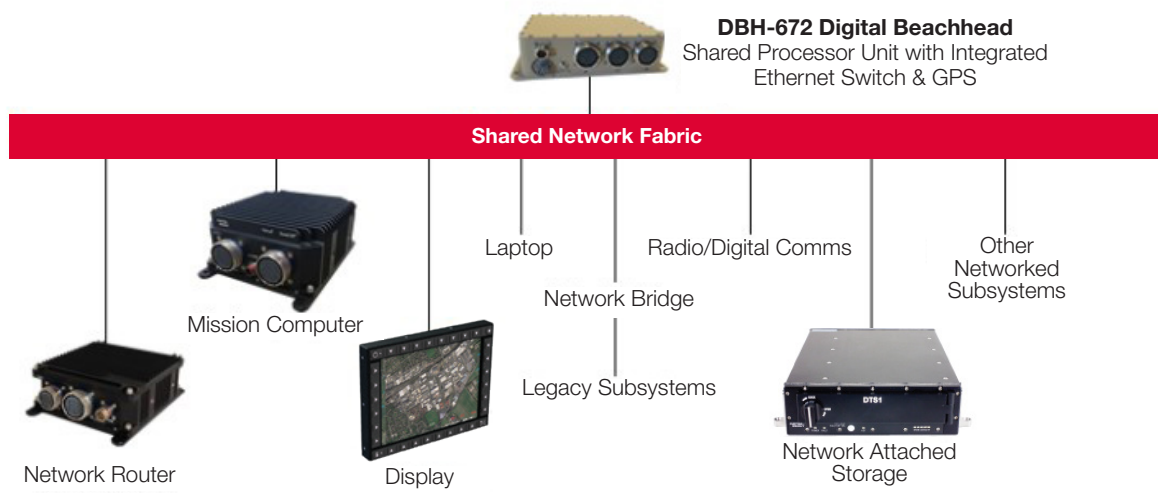 DBH-672 Digital Beachhead
Shared Processor Unit with Integrated
Ethernet Switch & GPS
Shared Network Fabric
Laptop
Radio/Digital Comms
Other
Networked
Subsystems
Network Bridge
Mission Computer
Legacy Subsystems
DTS1
Network Attached
Storage
Network Router
Display